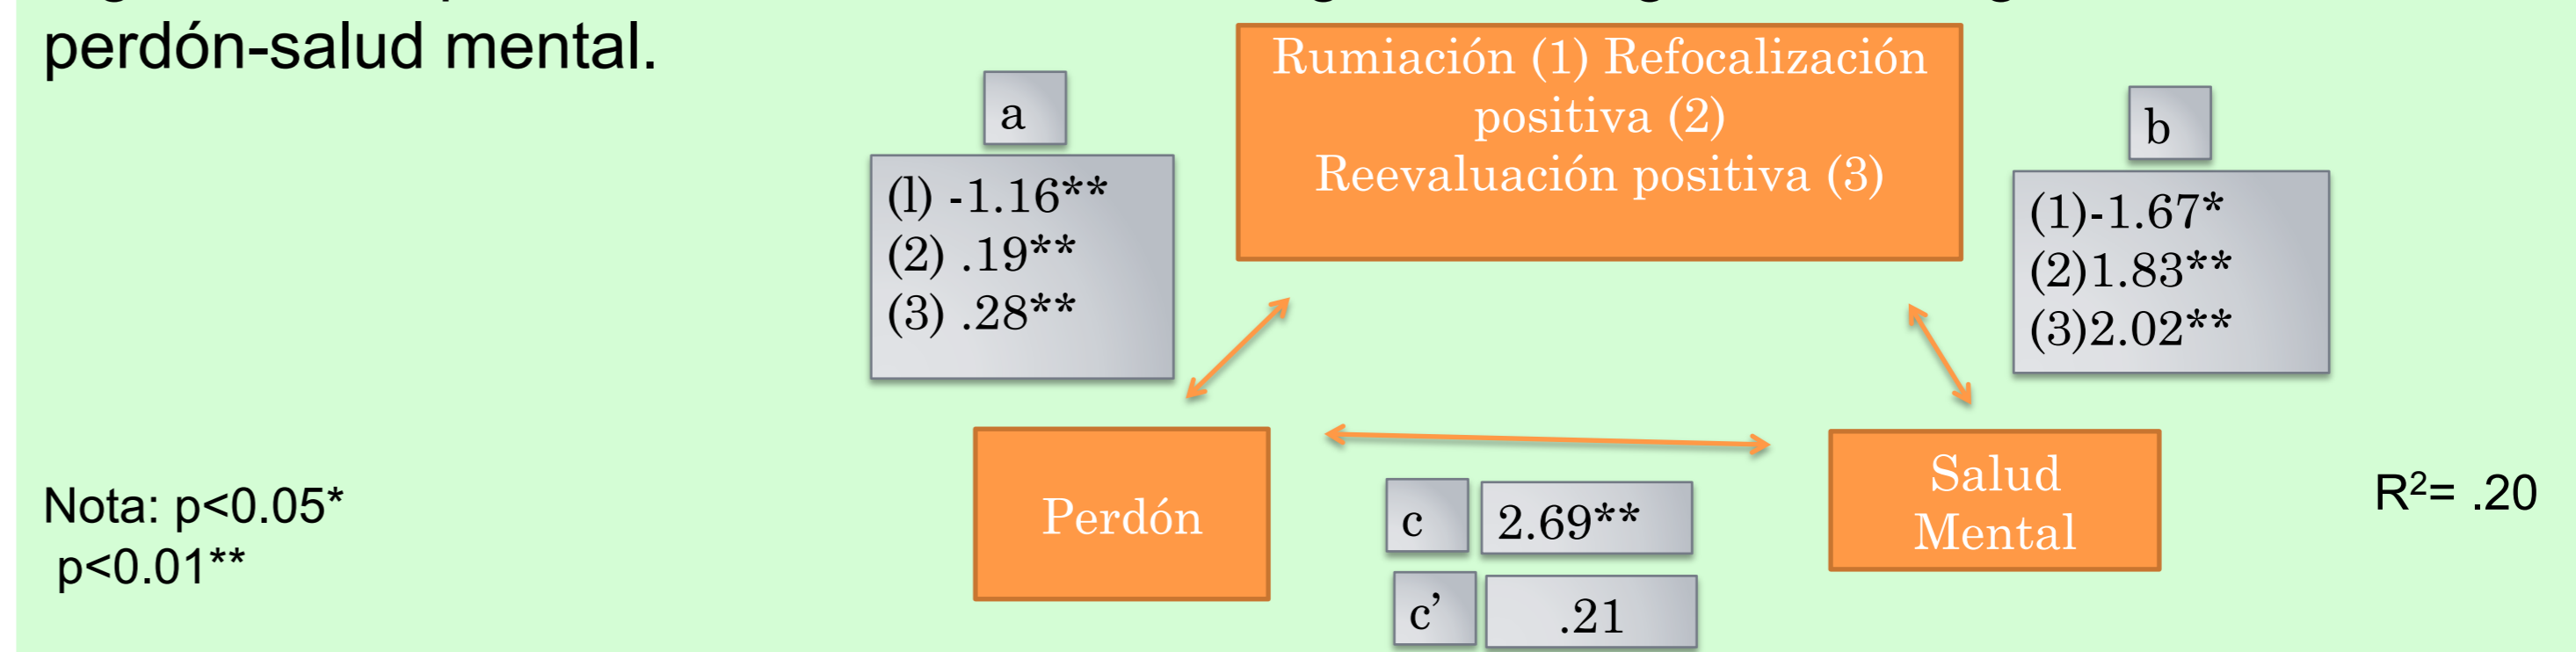 perdón-salud mental.
Rumiación (1) Refocalización
positiva (2)
Reevaluación positiva (3)
a
(l) -1.16**
(2) .19**
(3) .28**
b
(1)-1.67*
(2)1.83**
(3)2.02**
Perdón
Salud
Mental
c
2.69**
c’
.21
R²= .20
Nota: p<0.05*
p<0.01**